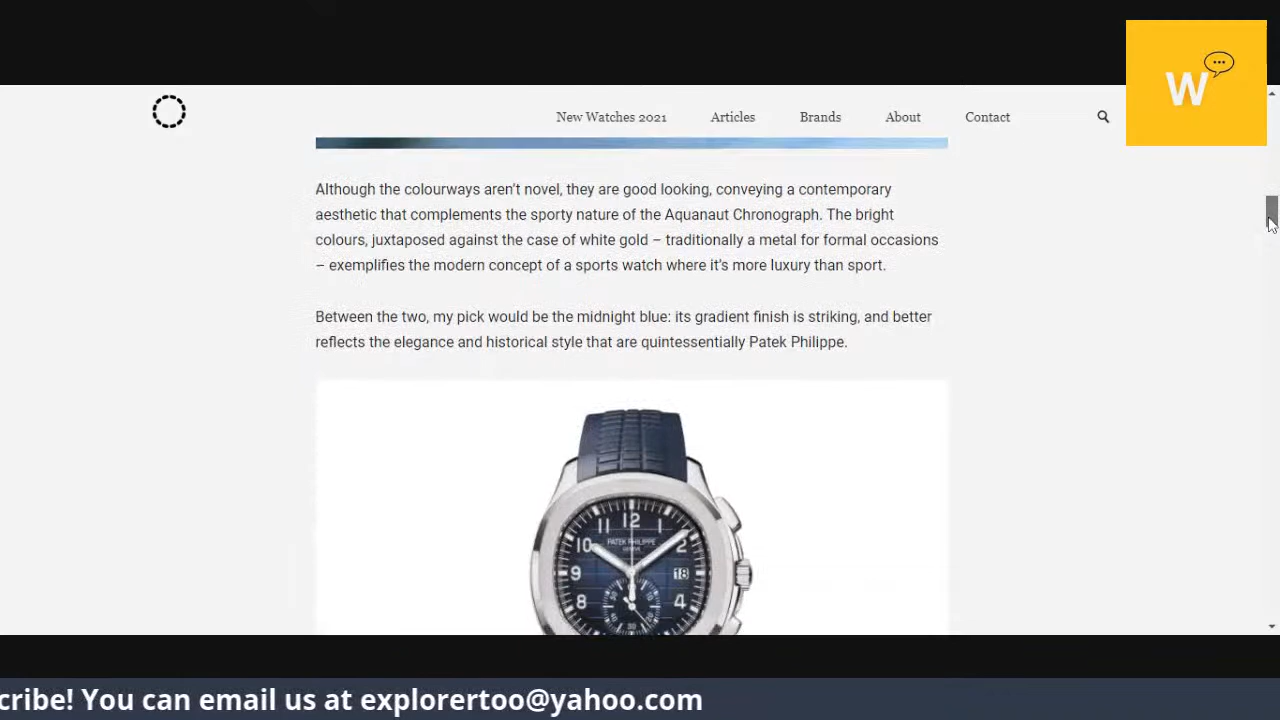 W
New Watches 2021 Articles Brands About Contact
Although the colourways aren't novel, they are good looking, conveying a contemporary
aesthetic that complements the sporty nature of the Aquanaut Chronograph. The bright
colours, juxtaposed against the case of white gold – traditionally a metal for formal occasions
– exemplifies the modern concept of a sports watch where it's more luxury than sport.
Between the two, my pick would be the midnight blue: its gradient finish is striking, and better
reflects the elegance and historical style that are quintessentially Patek Philippe.
11 12 1
10 PATEK PHILIPPE 2
GENEVE
9 18
8 4
cribe! You can email us at explorertoo@yahoo.com